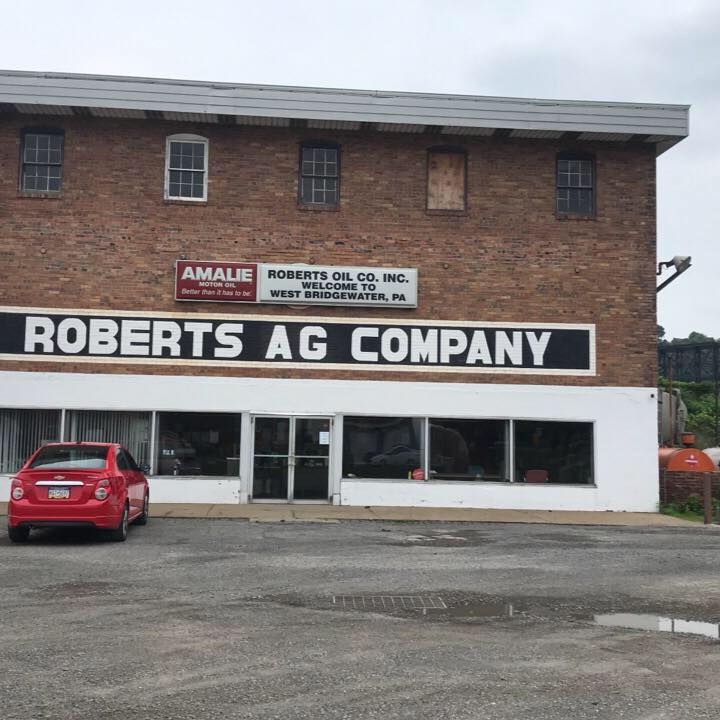 AMALIE
MOTOR OIL
Better than it has to be.
ROBERTS OIL CO. INC.
WELCOME TO
WEST BRIDGEWATER, PA
ROBERTS AG COMPANY